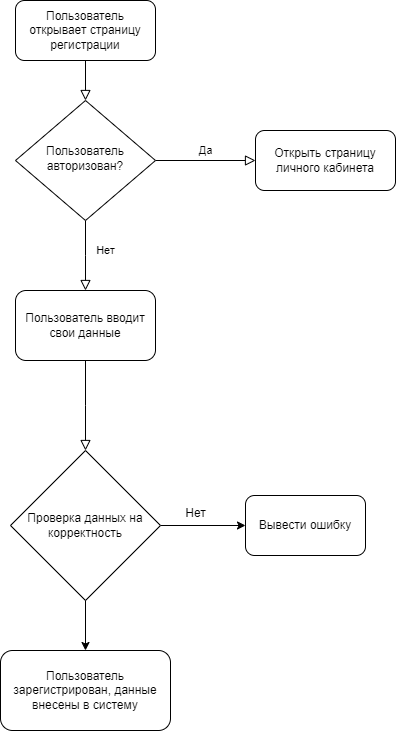 Пользователь
открывает страницу
регистрации
Пользователь
авторизован?
Да
Открыть страницу
личного кабинета
Нет
Пользователь вводит
свои данные
Проверка данных на
корректность
Нет
Вывести ошибку
Пользователь
зарегистрирован, данные
внесены в систему